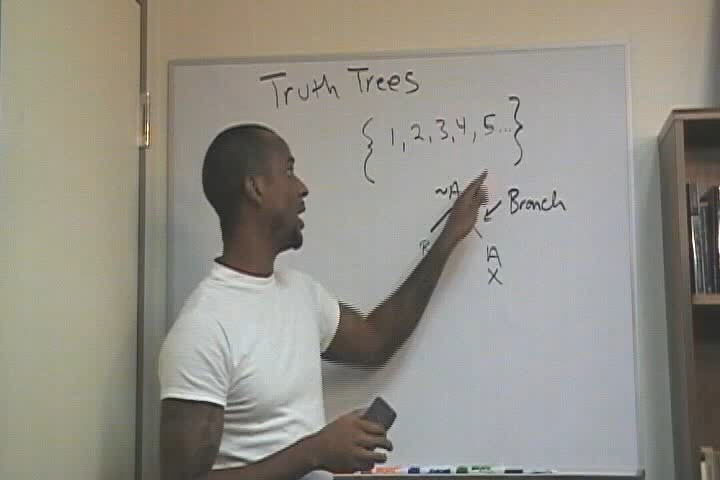 Truth Trees
{ 1, 2, 3, 4, 5... }
~A
Branch
B A
X